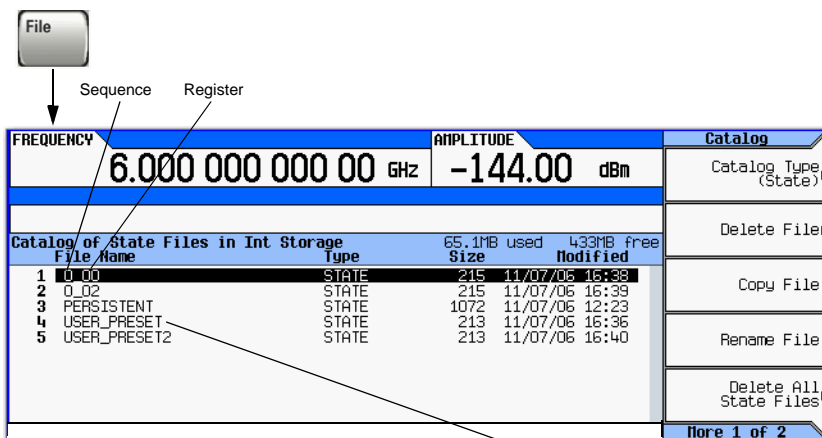 File
Sequence Register
FREQUENCY AMPLITUDE Catalog
6.000 000 000 00 GHz -144.00 dBm
Catalog Type
(State)
Delete File
Catalog of State Files in Int Storage 65.1MB used 433MB free
File Name Type Size Modified
1 0_00 STATE 215 11/07/06 16:38
2 0_02 STATE 215 11/07/06 16:39
3 PERSISTENT STATE 1072 11/07/06 12:23
4 USER_PRESET STATE 213 11/07/06 16:36
5 USER_PRESET2 STATE 213 11/07/06 16:40
Copy File
Rename File
Delete All
State Files
More 1 of 2